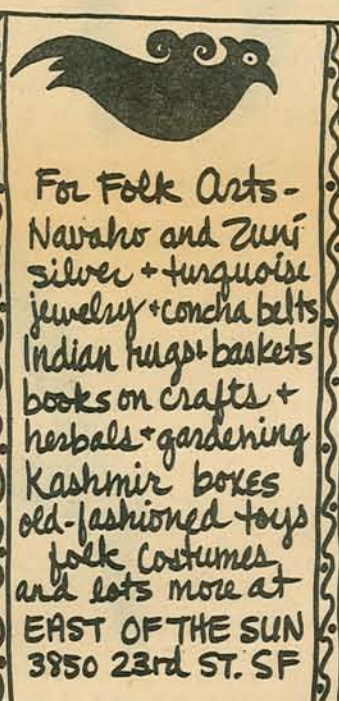 For Folk Arts-
Navaho and Zuni
silver + turquoise
jewelry + concha belts
Indian rugs + baskets
books on crafts +
herbals + gardening
Kashmir boxes
old-fashioned toys
folk costumes
and lots more at
EAST OF THE SUN
3850 23rd ST. SF